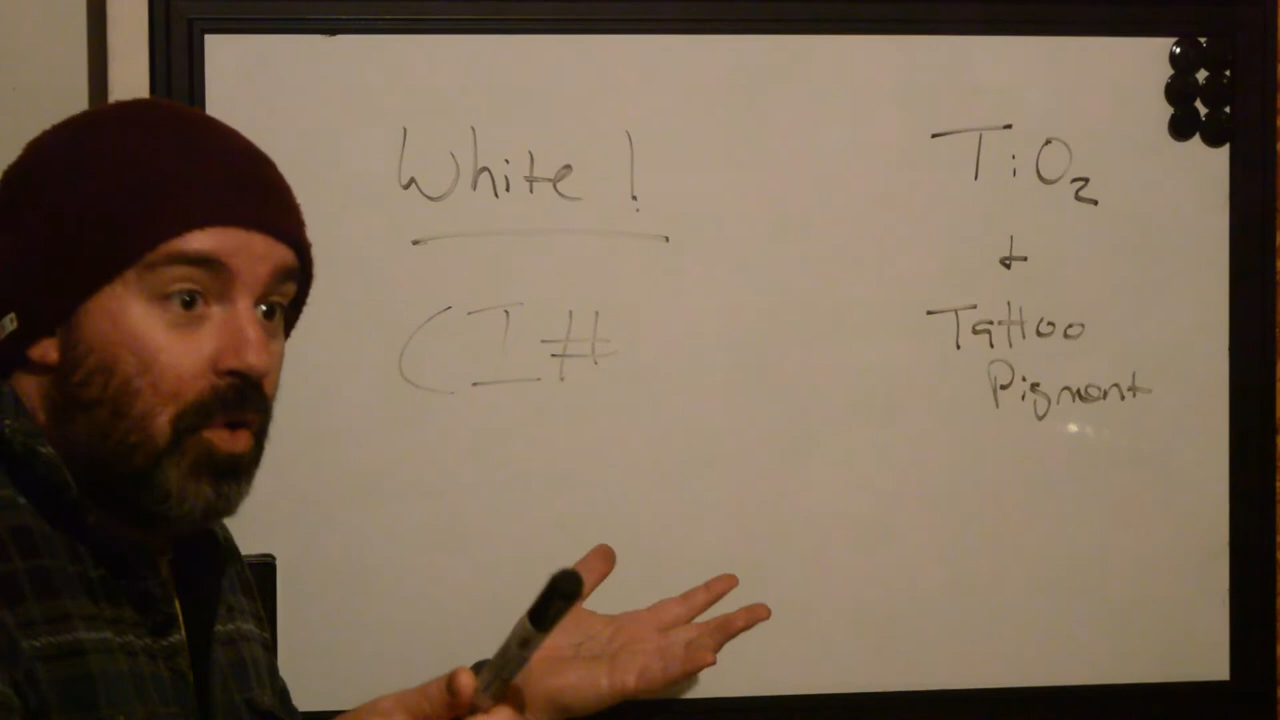 White!
CI#
TiO₂
+
Tattoo
Pigment